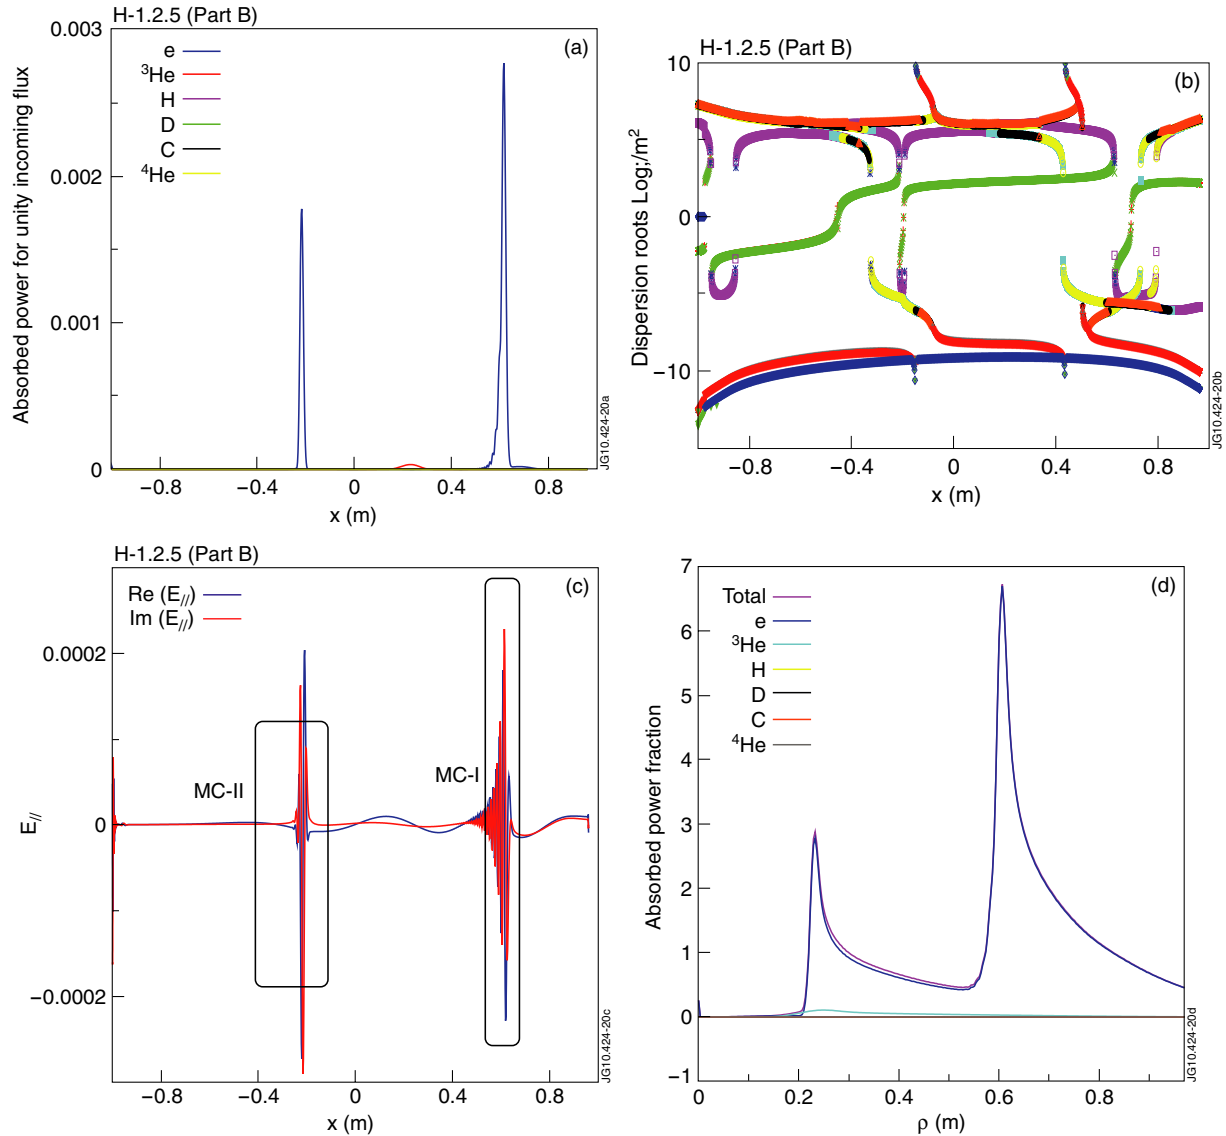 H-1.2.5 (Part B)
(a)
e
³He
H
D
C
⁴He
Absorbed power for unity incoming flux
0.003
0.002
0.001
0
−0.8
−0.4
0
0.4
0.8
x (m)
JG10.424-20a
H-1.2.5 (Part B)
(b)
Dispersion roots Log;/m²
10
0
−10
−0.8
−0.4
0
0.4
0.8
x (m)
JG10.424-20b
H-1.2.5 (Part B)
(c)
Re (E//)
Im (E//)
MC-II
MC-I
E//
0.0002
0
−0.0002
−0.8
−0.4
0
0.4
0.8
x (m)
JG10.424-20c
(d)
Total
e
³He
H
D
C
⁴He
Absorbed power fraction
7
6
5
4
3
2
1
0
−1
0
0.2
0.4
0.6
0.8
ρ (m)
JG10.424-20d